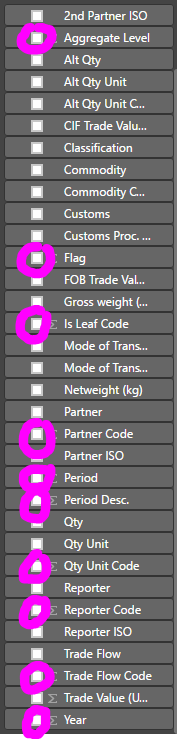 2nd Partner ISO
Σ Aggregate Level
Alt Qty
Alt Qty Unit
Alt Qty Unit C...
CIF Trade Valu...
Classification
Commodity
Commodity C...
Customs
Customs Proc. ...
Σ Flag
FOB Trade Val...
Gross weight (...
Σ Is Leaf Code
Mode of Trans...
Mode of Trans...
Netweight (kg)
Partner
Σ Partner Code
Partner ISO
Σ Period
Σ Period Desc.
Qty
Qty Unit
Σ Qty Unit Code
Reporter
Σ Reporter Code
Reporter ISO
Trade Flow
Σ Trade Flow Code
Σ Trade Value (U...
Σ Year